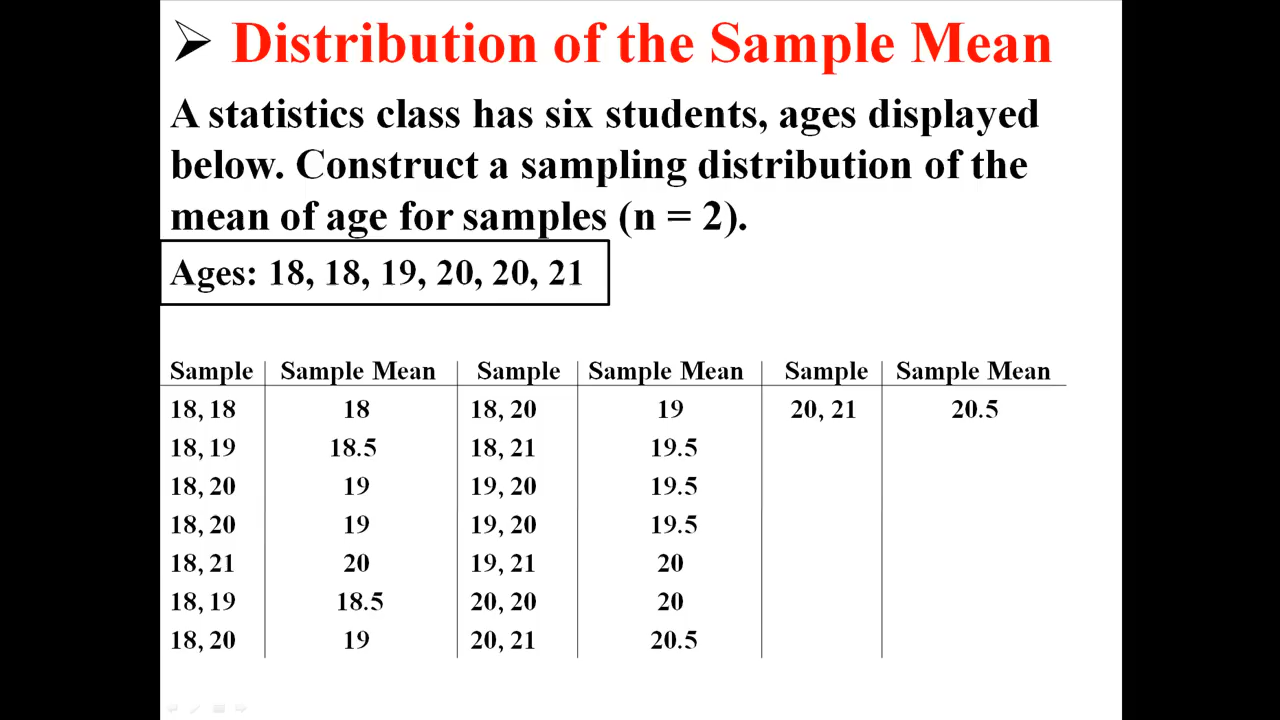 Distribution of the Sample Mean
A statistics class has six students, ages displayed
below. Construct a sampling distribution of the
mean of age for samples (n = 2).
Ages: 18, 18, 19, 20, 20, 21
Sample Sample Mean Sample Sample Mean Sample Sample Mean
18, 18 18 18, 20 19 20, 21 20.5
18, 19 18.5 18, 21 19.5
18, 20 19 19, 20 19.5
18, 20 19 19, 20 19.5
18, 21 20 19, 21 20
18, 19 18.5 20, 20 20
18, 20 19 20, 21 20.5